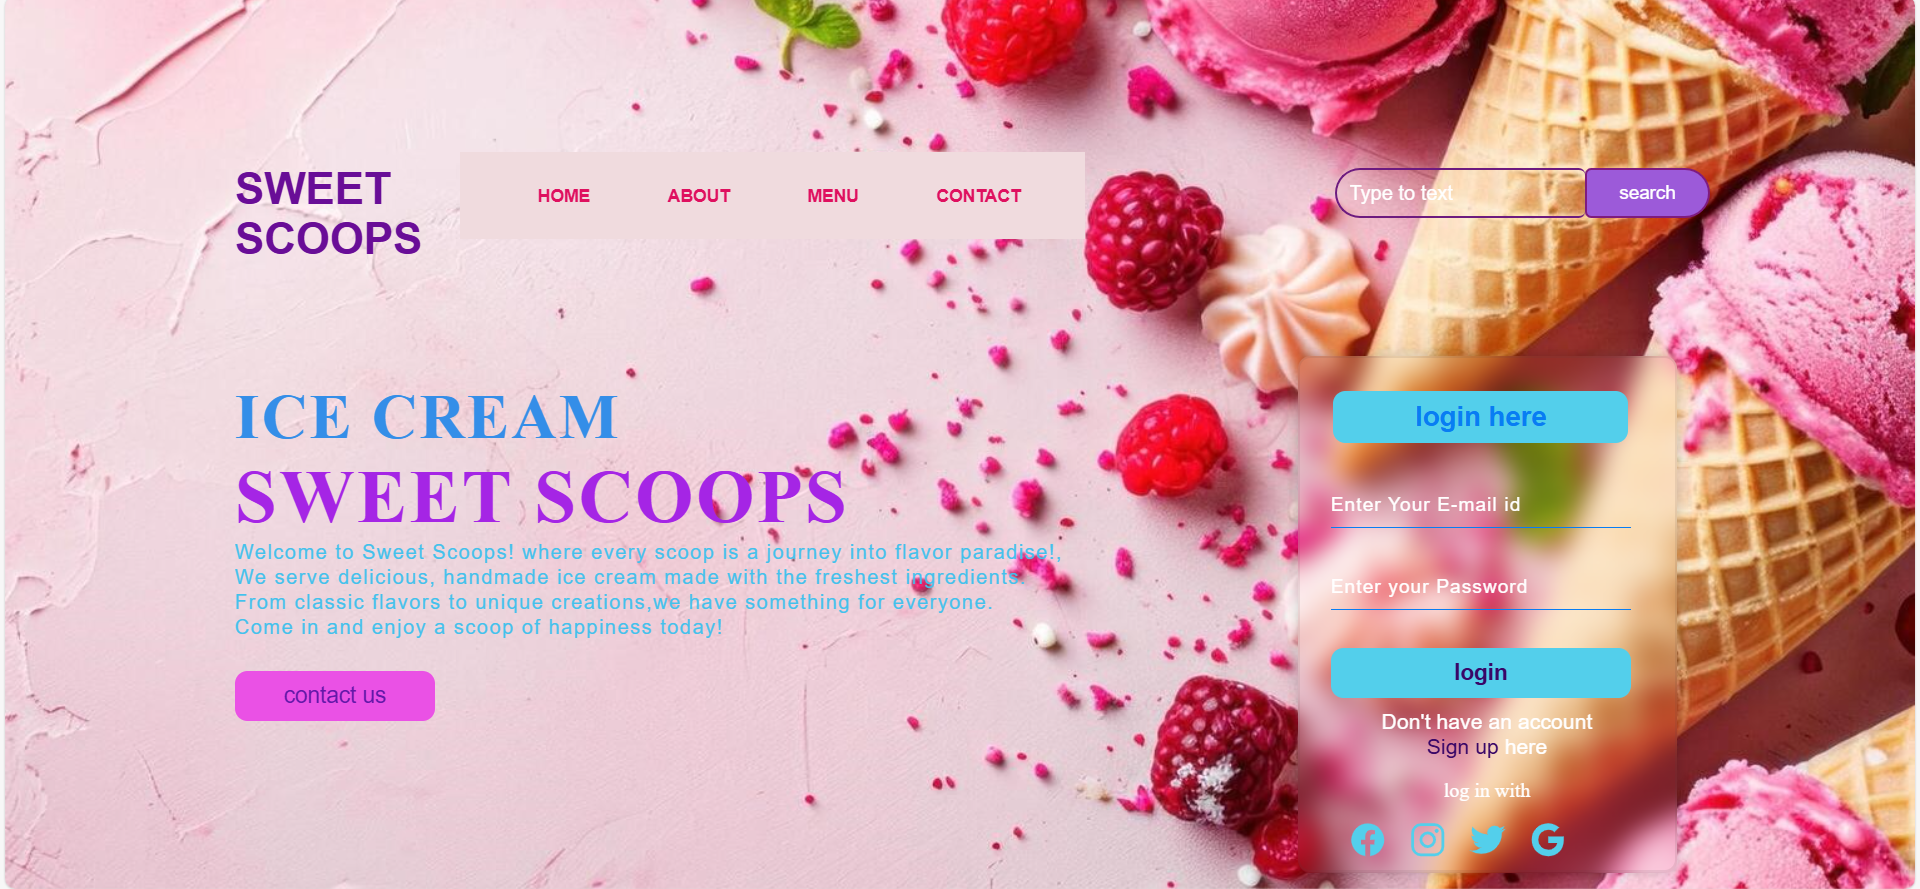 SWEET
SCOOPS
HOME ABOUT MENU CONTACT
Type to text search
ICE CREAM
SWEET SCOOPS
Welcome to Sweet Scoops! where every scoop is a journey into flavor paradise!,
We serve delicious, handmade ice cream made with the freshest ingredients.
From classic flavors to unique creations,we have something for everyone.
Come in and enjoy a scoop of happiness today!
contact us
login here
Enter Your E-mail id
Enter your Password
login
Don't have an account
Sign up here
log in with